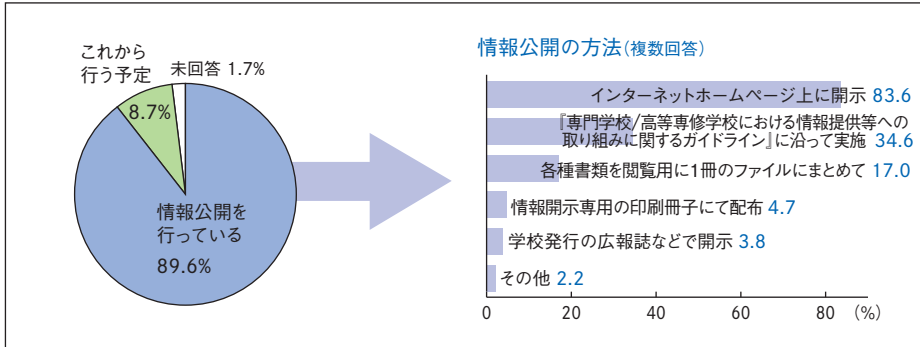 これから
行う予定
未回答 1.7%
8.7%
情報公開を
行っている
89.6%
情報公開の方法(複数回答)
インターネットホームページ上に開示 83.6
『専門学校/高等専修学校における情報提供等への
取り組みに関するガイドライン』に沿って実施 34.6
各種書類を閲覧用に1冊のファイルにまとめて 17.0
情報開示専用の印刷冊子にて配布 4.7
学校発行の広報誌などで開示 3.8
その他 2.2
0 20 40 60 80 (%)